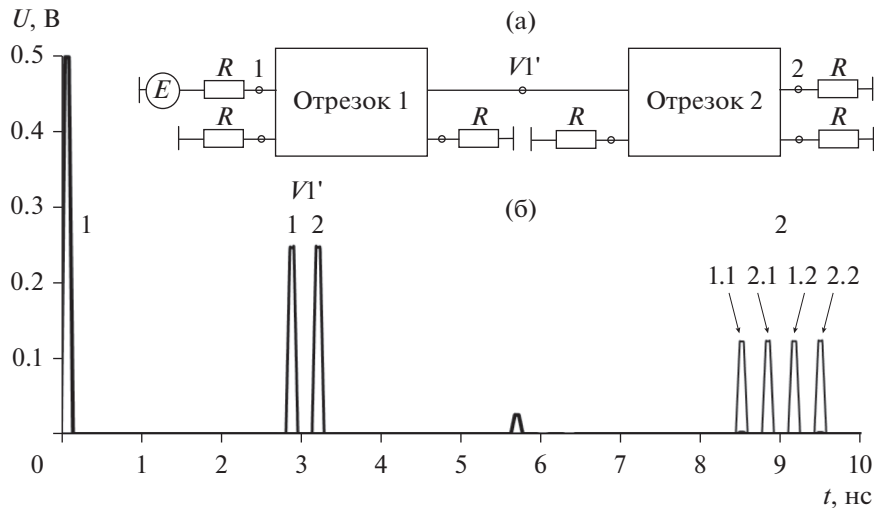 U, В
(а)
0.5
E
R
1
Отрезок 1
V1'
Отрезок 2
2
R
0.4
R
R
R
R
0.3
V1'
(б)
1
1 2
2
0.2
1.1 2.1 1.2 2.2
0.1
0 1 2 3 4 5 6 7 8 9 10
t, нс